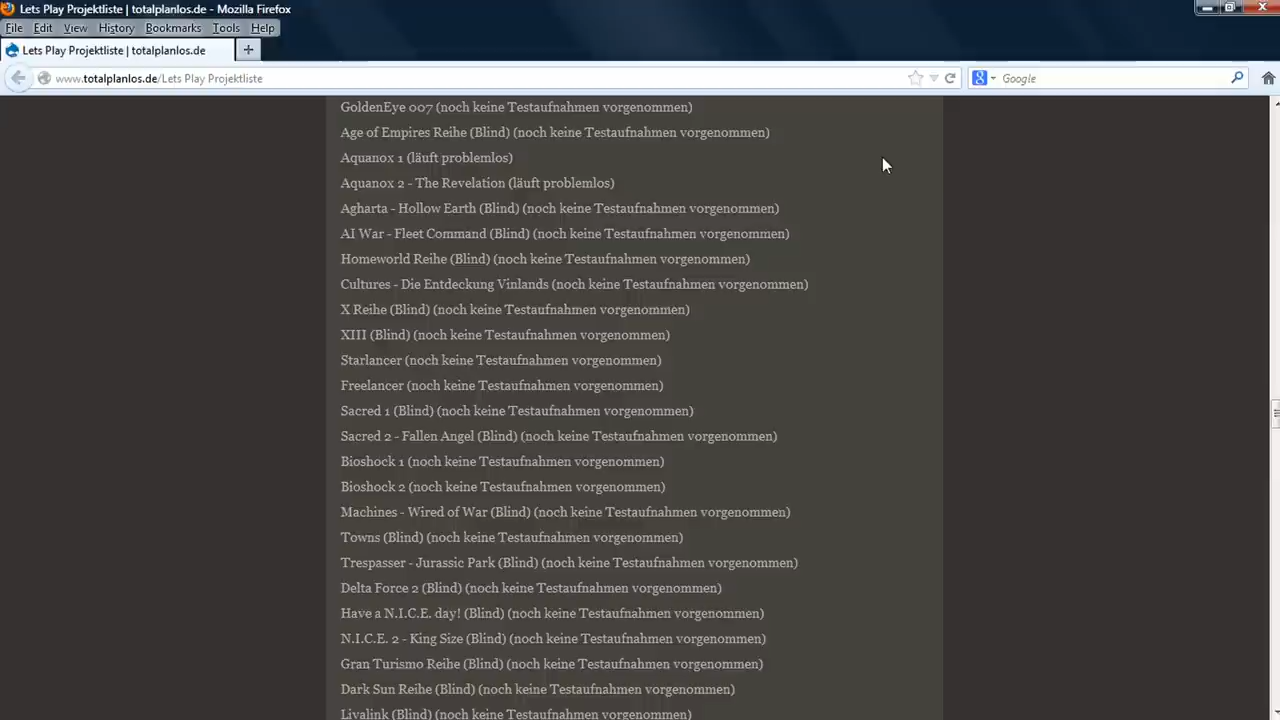 Lets Play Projektliste | totalplanlos.de - Mozilla Firefox
File Edit View History Bookmarks Tools Help
Lets Play Projektliste | totalplanlos.de
www.totalplanlos.de/Lets Play Projektliste
Google
GoldenEye 007 (noch keine Testaufnahmen vorgenommen)
Age of Empires Reihe (Blind) (noch keine Testaufnahmen vorgenommen)
Aquanox 1 (läuft problemlos)
Aquanox 2 - The Revelation (läuft problemlos)
Agharta - Hollow Earth (Blind) (noch keine Testaufnahmen vorgenommen)
AI War - Fleet Command (Blind) (noch keine Testaufnahmen vorgenommen)
Homeworld Reihe (Blind) (noch keine Testaufnahmen vorgenommen)
Cultures - Die Entdeckung Vinlands (noch keine Testaufnahmen vorgenommen)
X Reihe (Blind) (noch keine Testaufnahmen vorgenommen)
XIII (Blind) (noch keine Testaufnahmen vorgenommen)
Starlancer (noch keine Testaufnahmen vorgenommen)
Freelancer (noch keine Testaufnahmen vorgenommen)
Sacred 1 (Blind) (noch keine Testaufnahmen vorgenommen)
Sacred 2 - Fallen Angel (Blind) (noch keine Testaufnahmen vorgenommen)
Bioshock 1 (noch keine Testaufnahmen vorgenommen)
Bioshock 2 (noch keine Testaufnahmen vorgenommen)
Machines - Wired of War (Blind) (noch keine Testaufnahmen vorgenommen)
Towns (Blind) (noch keine Testaufnahmen vorgenommen)
Trespasser - Jurassic Park (Blind) (noch keine Testaufnahmen vorgenommen)
Delta Force 2 (Blind) (noch keine Testaufnahmen vorgenommen)
Have a N.I.C.E. day! (Blind) (noch keine Testaufnahmen vorgenommen)
N.I.C.E. 2 - King Size (Blind) (noch keine Testaufnahmen vorgenommen)
Gran Turismo Reihe (Blind) (noch keine Testaufnahmen vorgenommen)
Dark Sun Reihe (Blind) (noch keine Testaufnahmen vorgenommen)
Livalink (Blind) (noch keine Testaufnahmen vorgenommen)